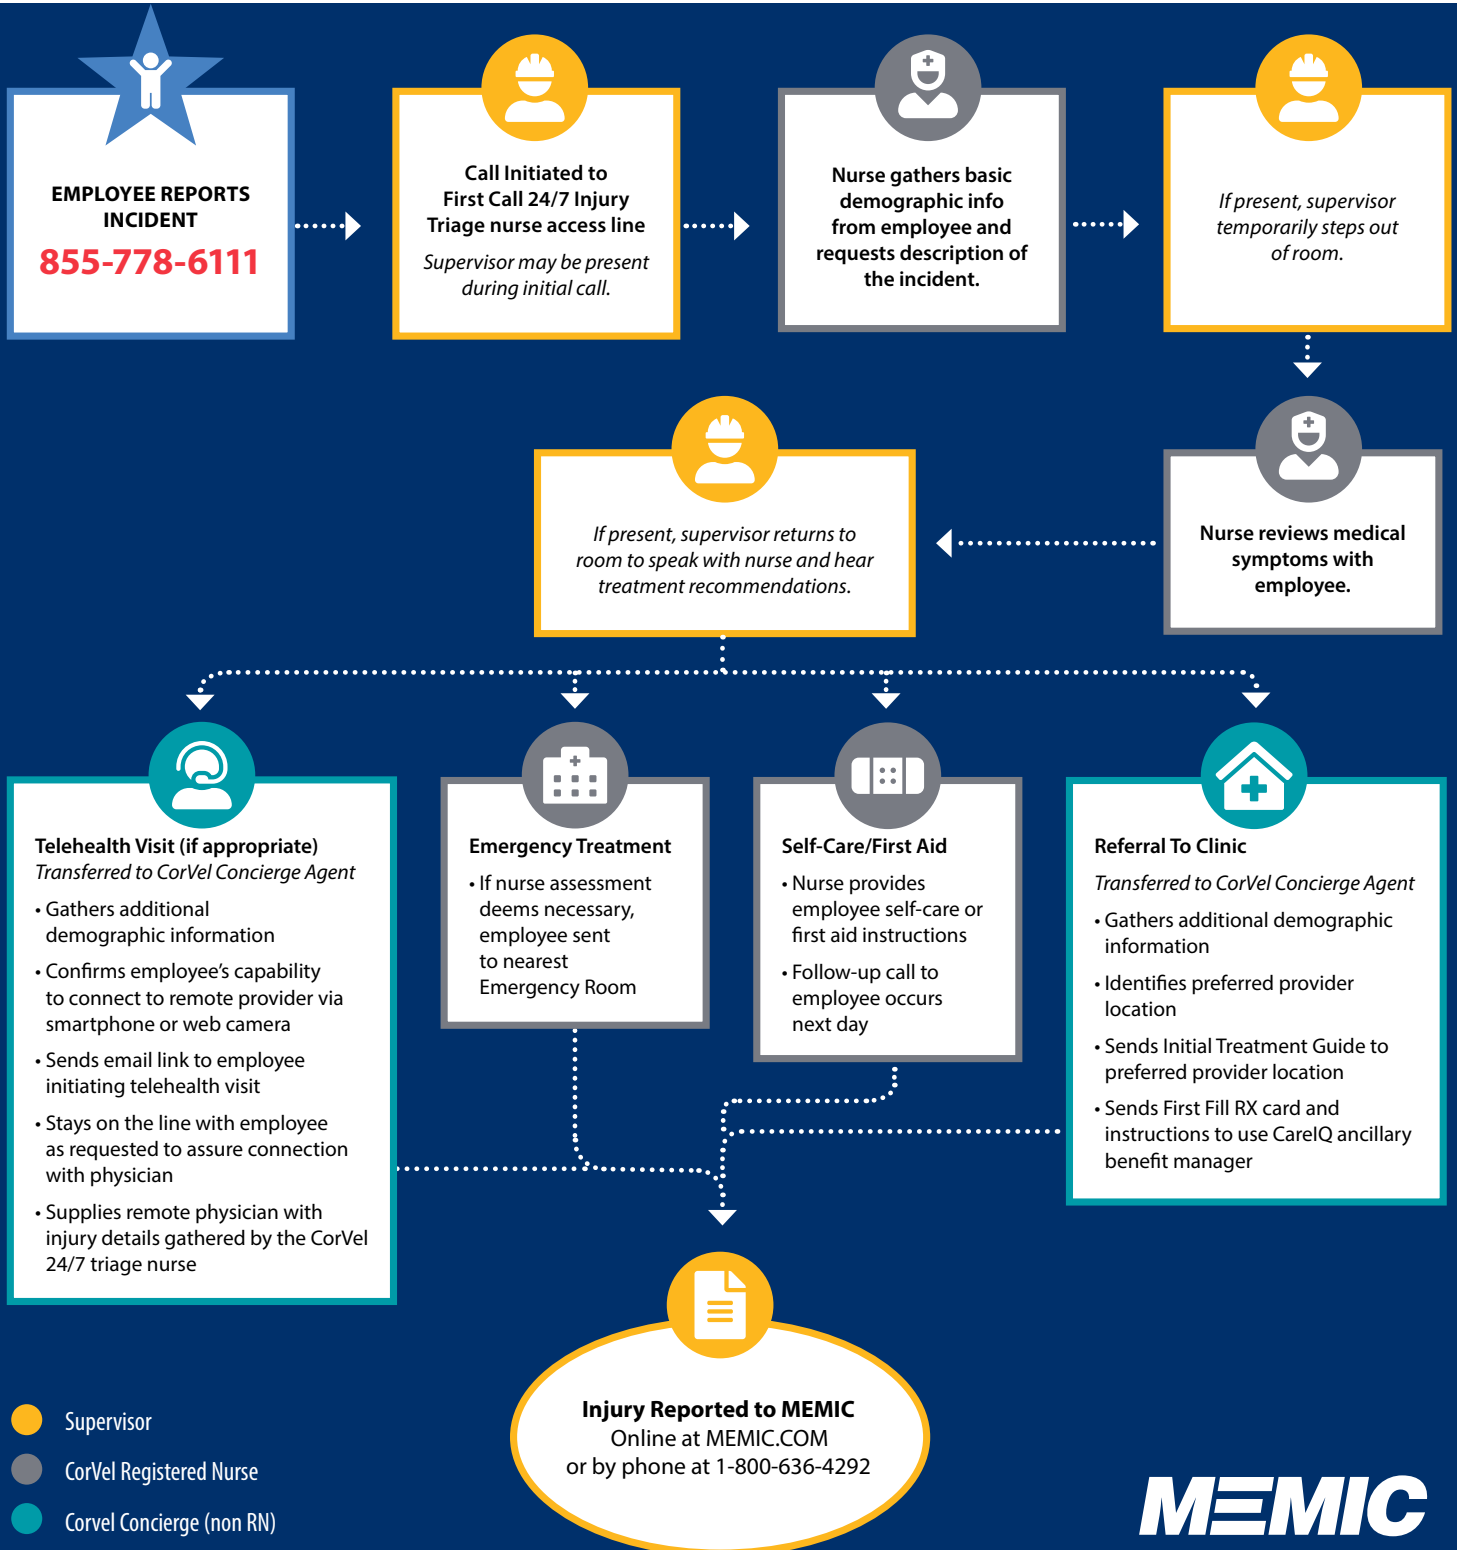 EMPLOYEE REPORTS
INCIDENT
855-778-6111
Call Initiated to
First Call 24/7 Injury
Triage nurse access line
Supervisor may be present
during initial call.
Nurse gathers basic
demographic info
from employee and
requests description of
the incident.
If present, supervisor
temporarily steps out
of room.
Nurse reviews medical
symptoms with
employee.
If present, supervisor returns to
room to speak with nurse and hear
treatment recommendations.
Telehealth Visit (if appropriate)
Transferred to CorVel Concierge Agent
• Gathers additional
demographic information
• Confirms employee's capability
to connect to remote provider via
smartphone or web camera
• Sends email link to employee
initiating telehealth visit
• Stays on the line with employee
as requested to assure connection
with physician
• Supplies remote physician with
injury details gathered by the CorVel
24/7 triage nurse
Emergency Treatment
• If nurse assessment
deems necessary,
employee sent
to nearest
Emergency Room
Self-Care/First Aid
• Nurse provides
employee self-care or
first aid instructions
• Follow-up call to
employee occurs
next day
Referral To Clinic
Transferred to CorVel Concierge Agent
• Gathers additional demographic
information
• Identifies preferred provider
location
• Sends Initial Treatment Guide to
preferred provider location
• Sends First Fill RX card and
instructions to use CareIQ ancillary
benefit manager
Injury Reported to MEMIC
Online at MEMIC.COM
or by phone at 1-800-636-4292
Supervisor
CorVel Registered Nurse
Corvel Concierge (non RN)
MEMIC